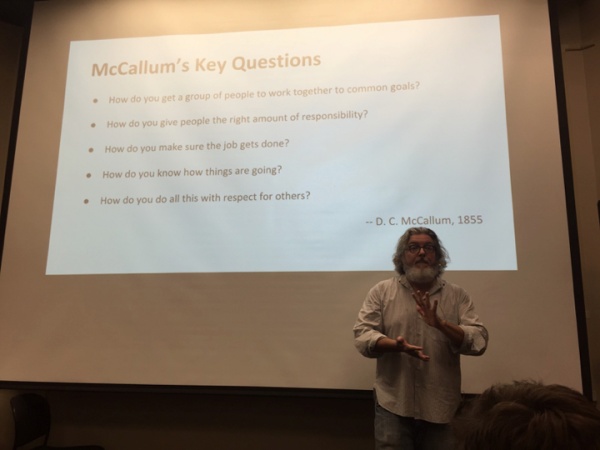 McCallum's Key Questions
● How do you get a group of people to work together to common goals?
● How do you give people the right amount of responsibility?
● How do you make sure the job gets done?
● How do you know how things are going?
● How do you do all this with respect for others?
-- D. C. McCallum, 1855